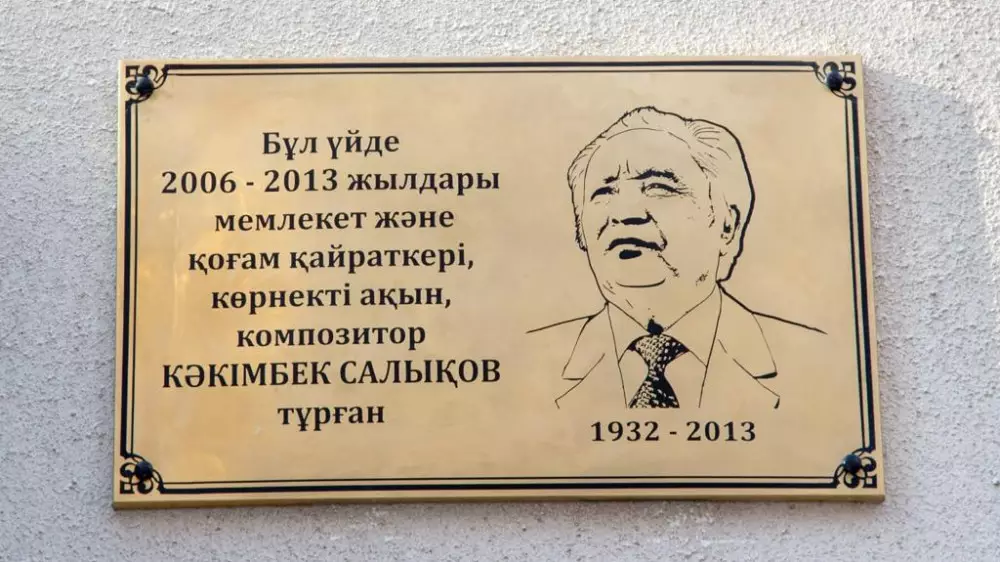 Бұл үйде
2006 - 2013 жылдары
мемлекет және
қоғам қайраткері,
көрнекті ақын,
композитор
КӘКІМБЕК САЛЫҚОВ
тұрған
1932 - 2013